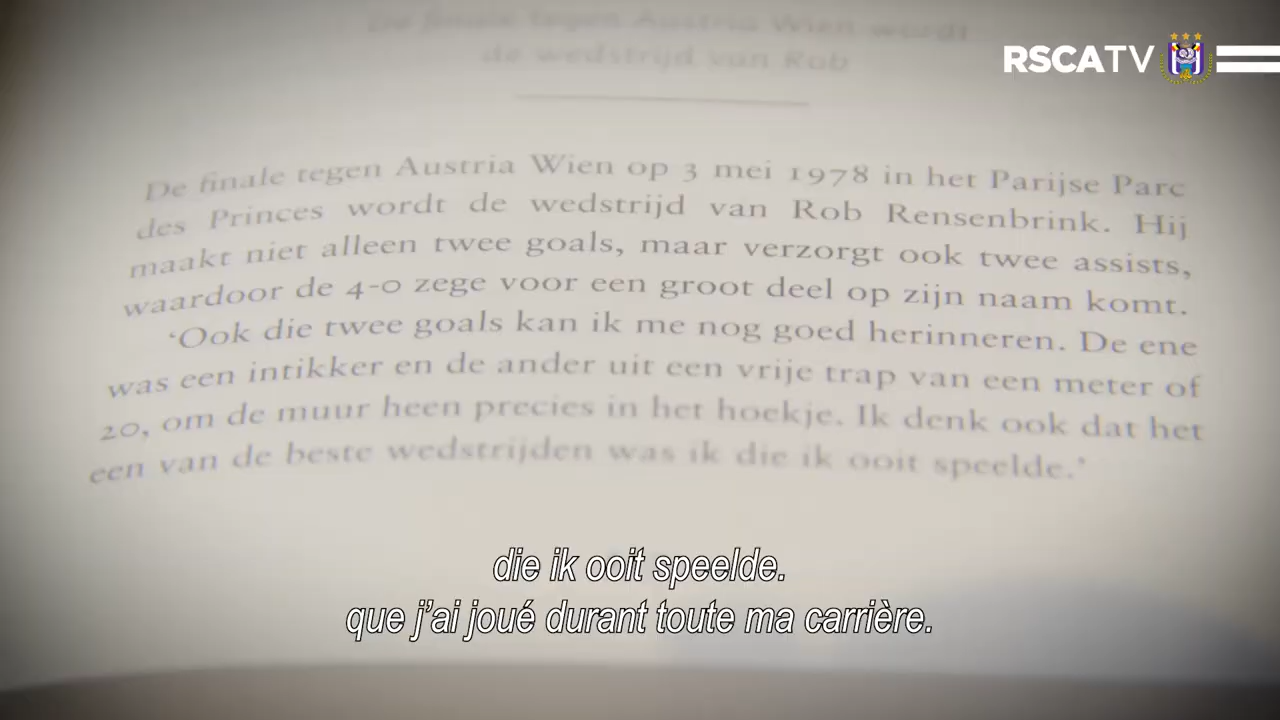 De finale tegen Austria Wien wordt
de wedstrijd van Rob
RSCATV
De finale tegen Austria Wien op 3 mei 1978 in het Parijse Parc
des Princes wordt de wedstrijd van Rob Rensenbrink. Hij
maakt niet alleen twee goals, maar verzorgt ook twee assists,
waardoor de 4-0 zege voor een groot deel op zijn naam komt.
‘Ook die twee goals kan ik me nog goed herinneren. De ene
was een intikker en de ander uit een vrije trap van een meter of
20, om de muur heen precies in het hoekje. Ik denk ook dat het
een van de beste wedstrijden was ik die ik ooit speelde.’
die ik ooit speelde.
que j’ai joué durant toute ma carrière.